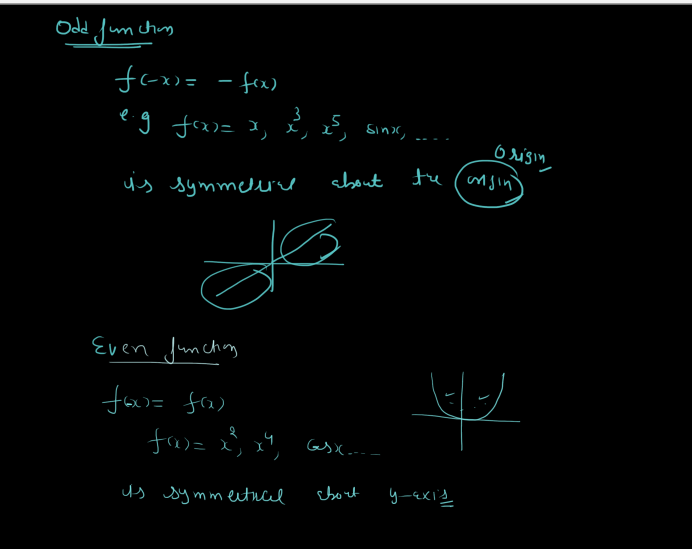 Odd function
f(-x) = - f(x)
e.g f(x) = x, x³, x⁵, sinx, .....
Origin
is symmetrical about the origin
Even function
f(-x) = f(x)
f(x) = x², x⁴, cosx.....
is symmetrical about y-axis